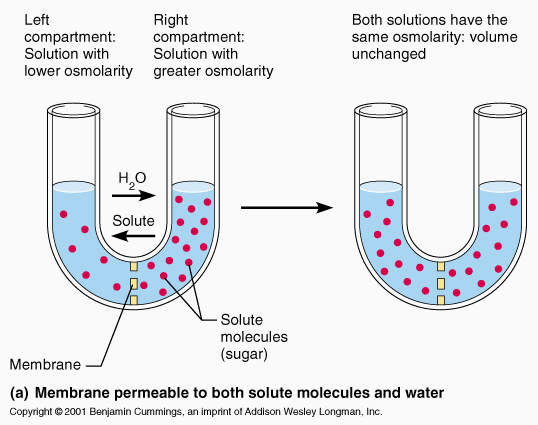 Left
compartment:
Solution with
lower osmolarity
Right
compartment:
Solution with
greater osmolarity
Both solutions have the
same osmolarity: volume
unchanged
H2O
Solute
Solute
molecules
(sugar)
Membrane
(a) Membrane permeable to both solute molecules and water
Copyright © 2001 Benjamin Cummings, an imprint of Addison Wesley Longman, Inc.